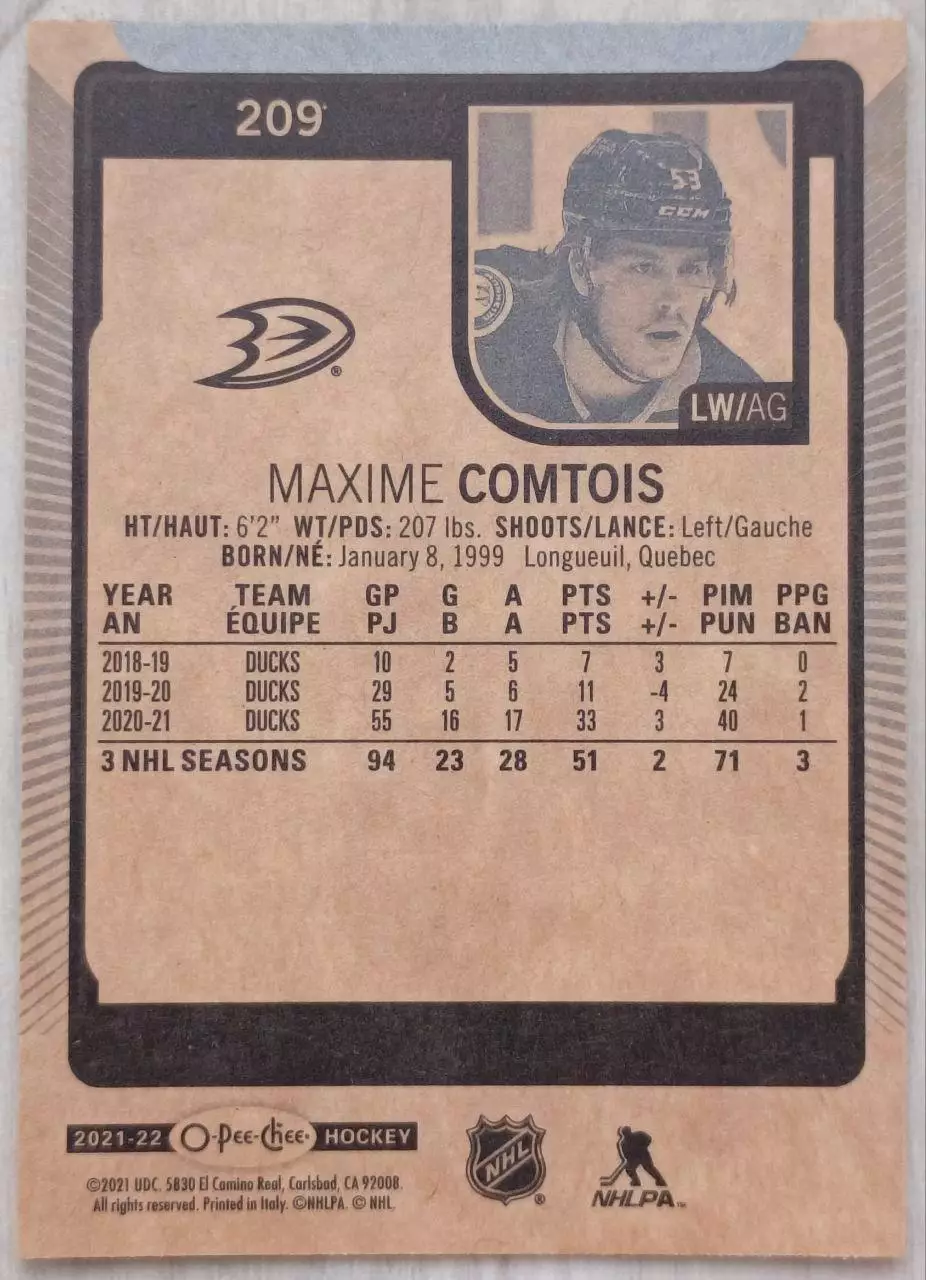 209
53
CCM
LW/AG
MAXIME COMTOIS
HT/HAUT: 6'2" WT/PDS: 207 lbs. SHOOTS/LANCE: Left/Gauche
BORN/NÉ: January 8, 1999 Longueuil, Quebec
YEAR TEAM GP G A PTS +/- PIM PPG
AN ÉQUIPE PJ B A PTS +/- PUN BAN
2018-19 DUCKS 10 2 5 7 3 7 0
2019-20 DUCKS 29 5 6 11 -4 24 2
2020-21 DUCKS 55 16 17 33 3 40 1
3 NHL SEASONS 94 23 28 51 2 71 3
2021-22 O-Pee-Chee HOCKEY
NHL ®
NHLPA™
©2021 UDC. 5830 El Camino Real, Carlsbad, CA 92008.
All rights reserved. Printed in Italy. ©NHLPA. © NHL.